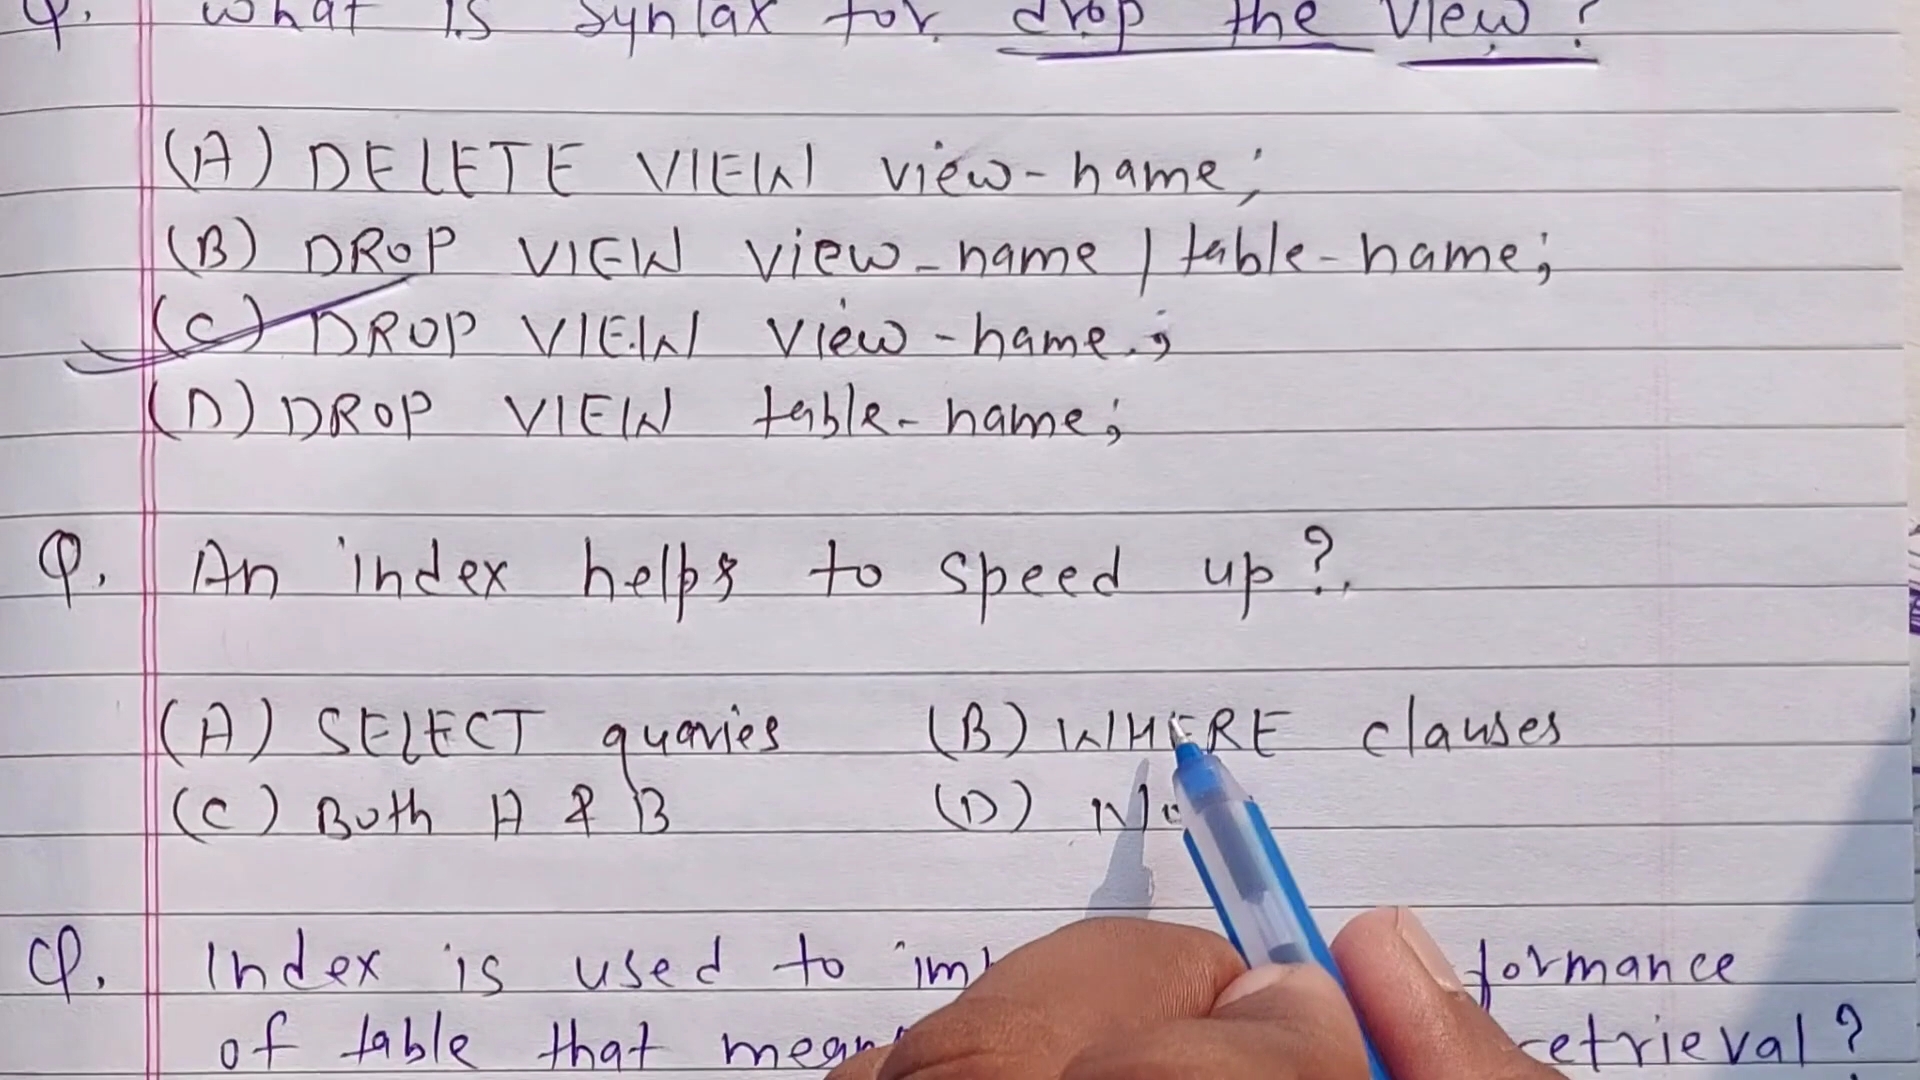 Q. What is syntax for drop the view?
(A) DELETE VIEW view-name;
(B) DROP VIEW view_name | table-name;
(C) DROP VIEW view-name;
(D) DROP VIEW table-name;
Q. An index helps to speed up?
(A) SELECT quaries (B) WHERE clauses
(C) Both A & B (D)
Q. Index is used to
of table that retrieval?